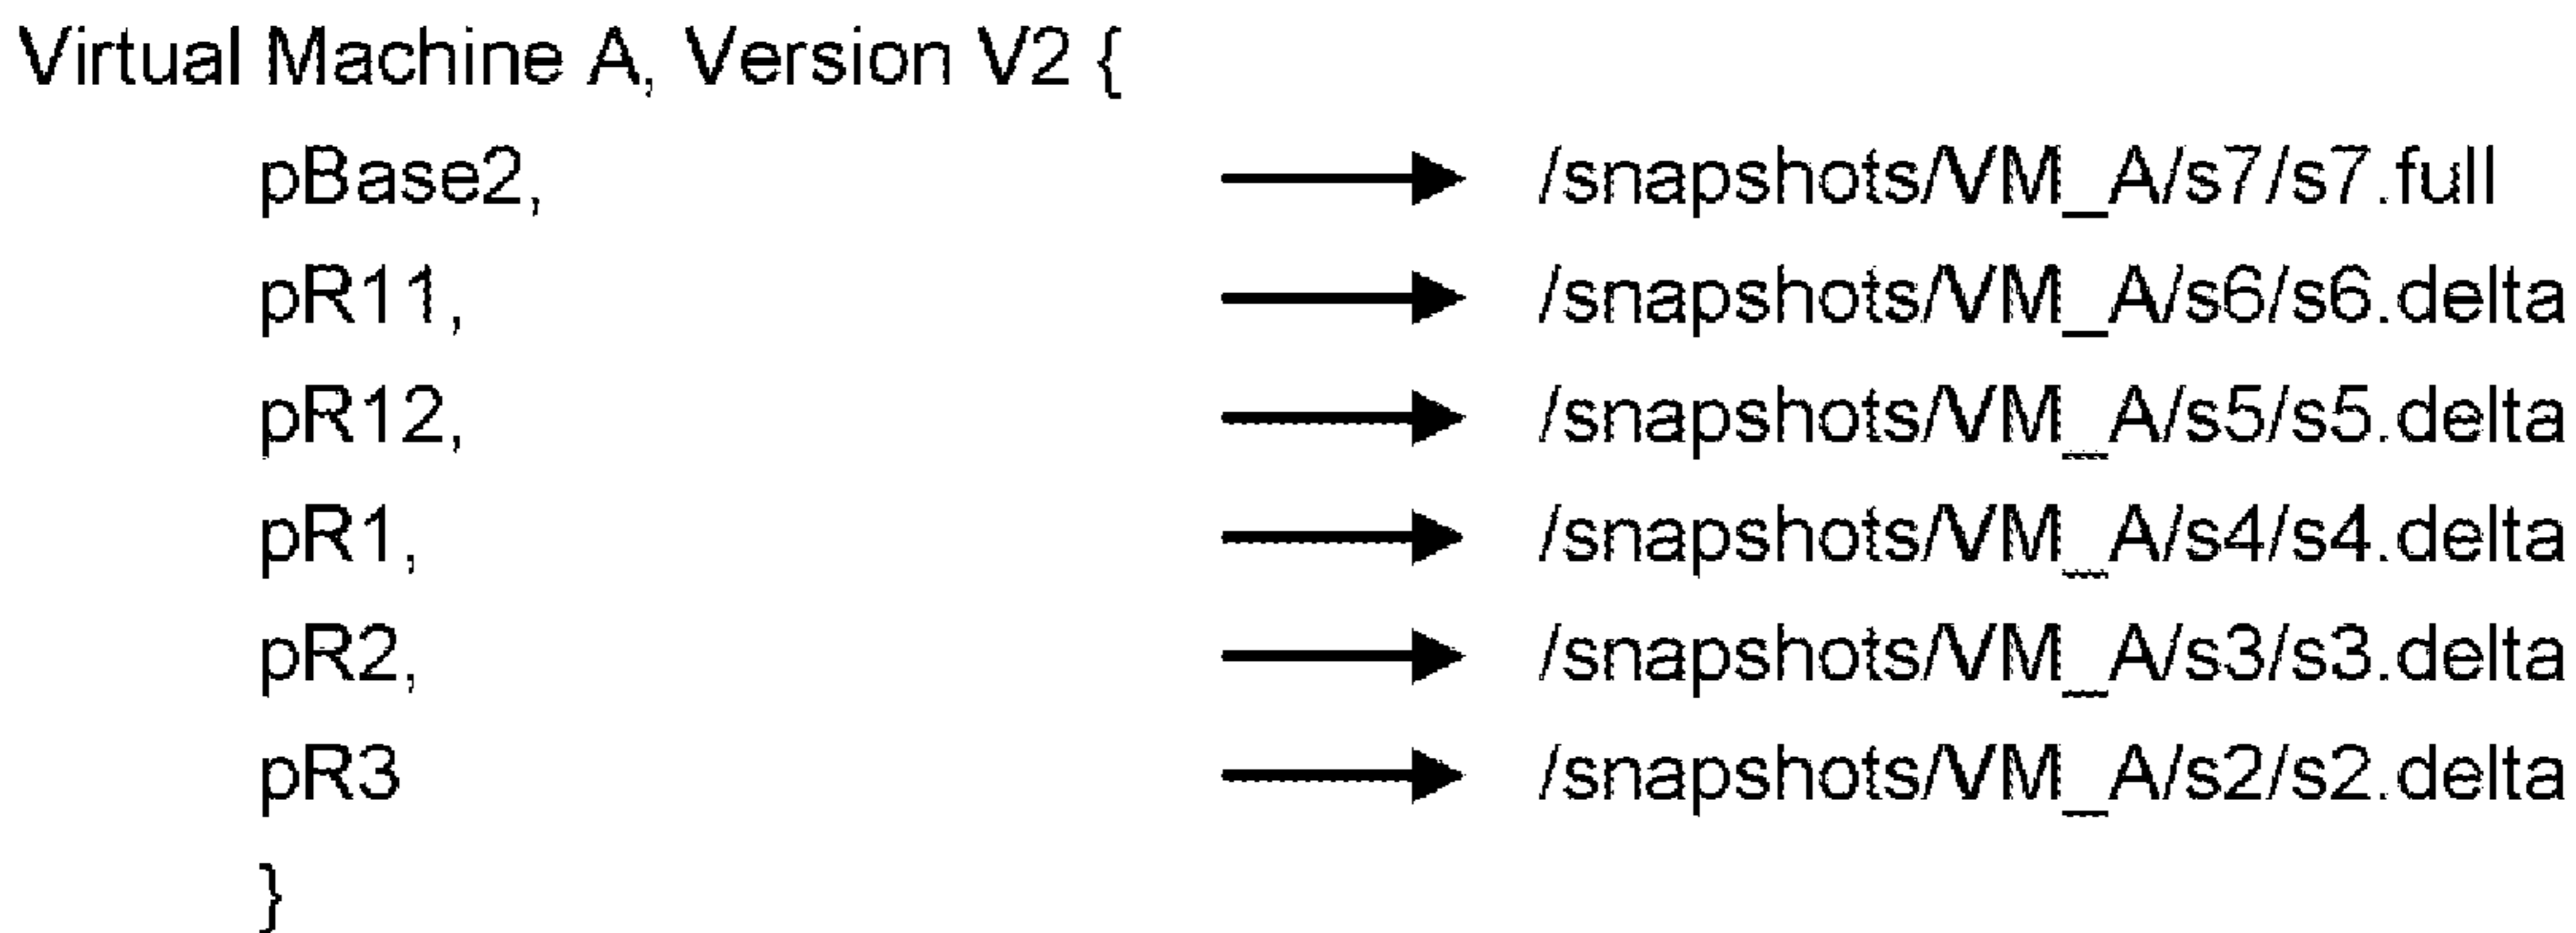 Virtual Machine A, Version V2 {
pBase2, /snapshots/VM_A/s7/s7.full
pR11, /snapshots/VM_A/s6/s6.delta
pR12, /snapshots/VM_A/s5/s5.delta
pR1, /snapshots/VM_A/s4/s4.delta
pR2, /snapshots/VM_A/s3/s3.delta
pR3 /snapshots/VM_A/s2/s2.delta
}